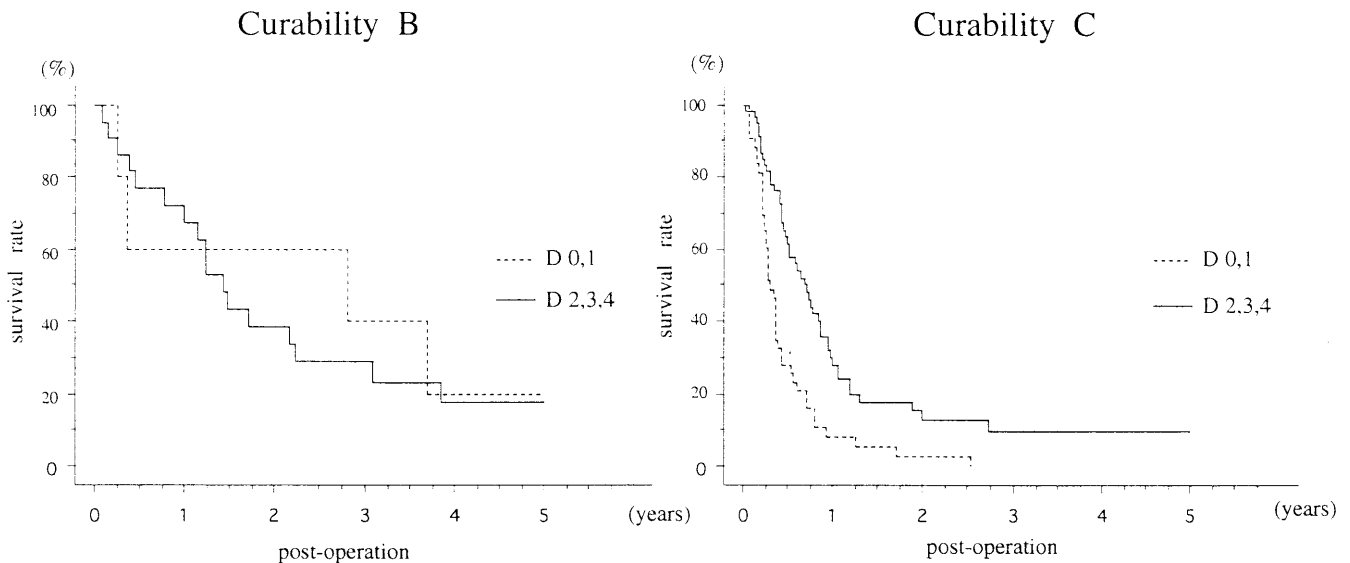 Curability B
(%)
100
80
60
40
20
0
survival rate
D 0,1
D 2,3,4
0 1 2 3 4 5 (years)
post-operation
Curability C
(%)
100
80
60
40
20
0
survival rate
D 0,1
D 2.3,4
0 1 2 3 4 5 (years)
post-operation